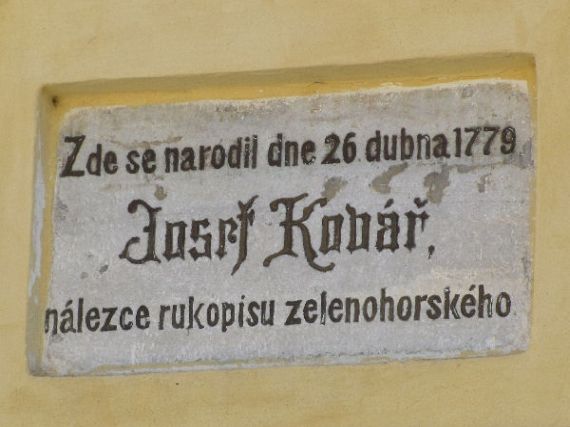 Zde se narodil dne 26 dubna 1779
Josef Kovář,
nálezce rukopisu zelenohorského